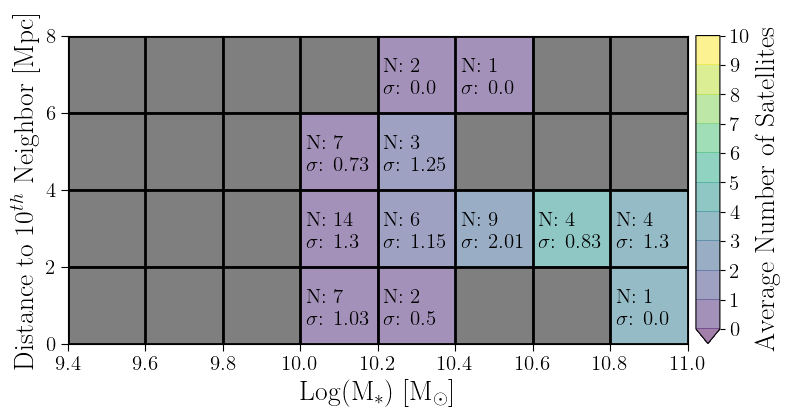 Distance to 10^th Neighbor [Mpc]
8
6
4
2
0
N: 2
σ: 0.0
N: 1
σ: 0.0
N: 7
σ: 0.73
N: 3
σ: 1.25
N: 14
σ: 1.3
N: 6
σ: 1.15
N: 9
σ: 2.01
N: 4
σ: 0.83
N: 4
σ: 1.3
N: 7
σ: 1.03
N: 2
σ: 0.5
N: 1
σ: 0.0
9.4 9.6 9.8 10.0 10.2 10.4 10.6 10.8 11.0
Log(M_*) [M_⊙]
10
9
8
7
6
5
4
3
2
1
0
Average Number of Satellites